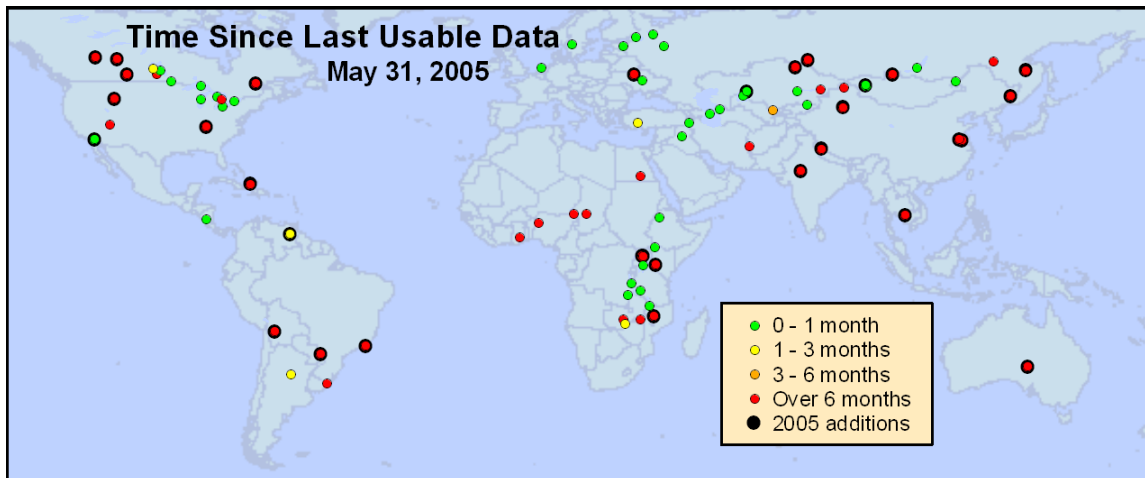 Time Since Last Usable Data
May 31, 2005
0 - 1 month
1 - 3 months
3 - 6 months
Over 6 months
2005 additions